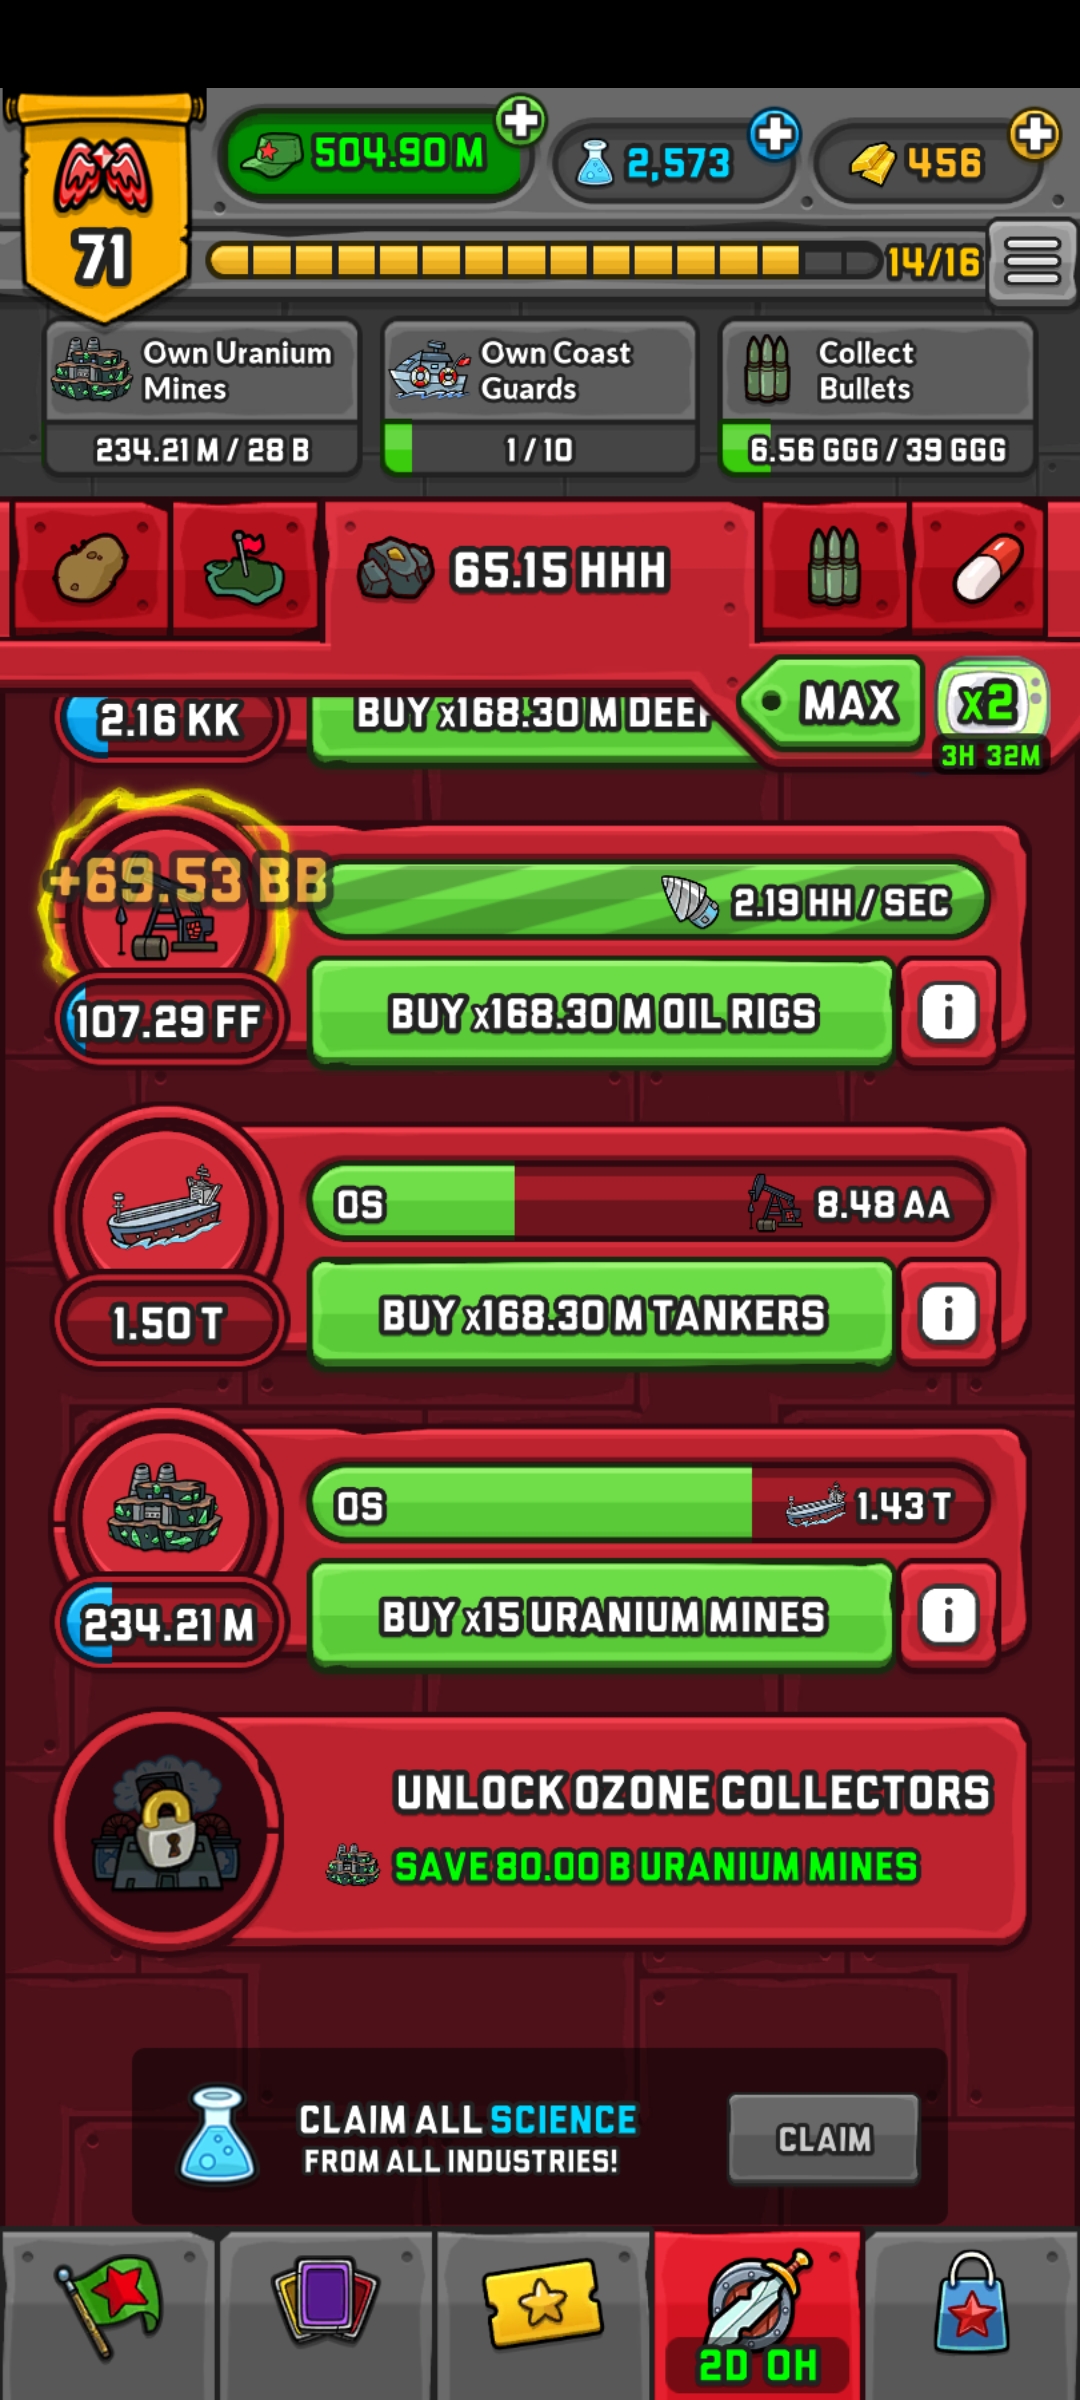 504.90 M
2,573
456
71
14/16
Own Uranium
Mines
234.21 M / 28 B
Own Coast
Guards
1 / 10
Collect
Bullets
6.56 GGG / 39 GGG
65.15 HHH
MAX
x2
3H 32M
2.16 KK
BUY x168.30 M DEEP
+69.53 BB
2.19 HH / SEC
107.29 FF
BUY x168.30 M OIL RIGS
i
0S
8.48 AA
1.50 T
BUY x168.30 M TANKERS
i
0S
1.43 T
234.21 M
BUY x15 URANIUM MINES
i
UNLOCK OZONE COLLECTORS
SAVE 80.00 B URANIUM MINES
CLAIM ALL SCIENCE
FROM ALL INDUSTRIES!
CLAIM
2D 0H